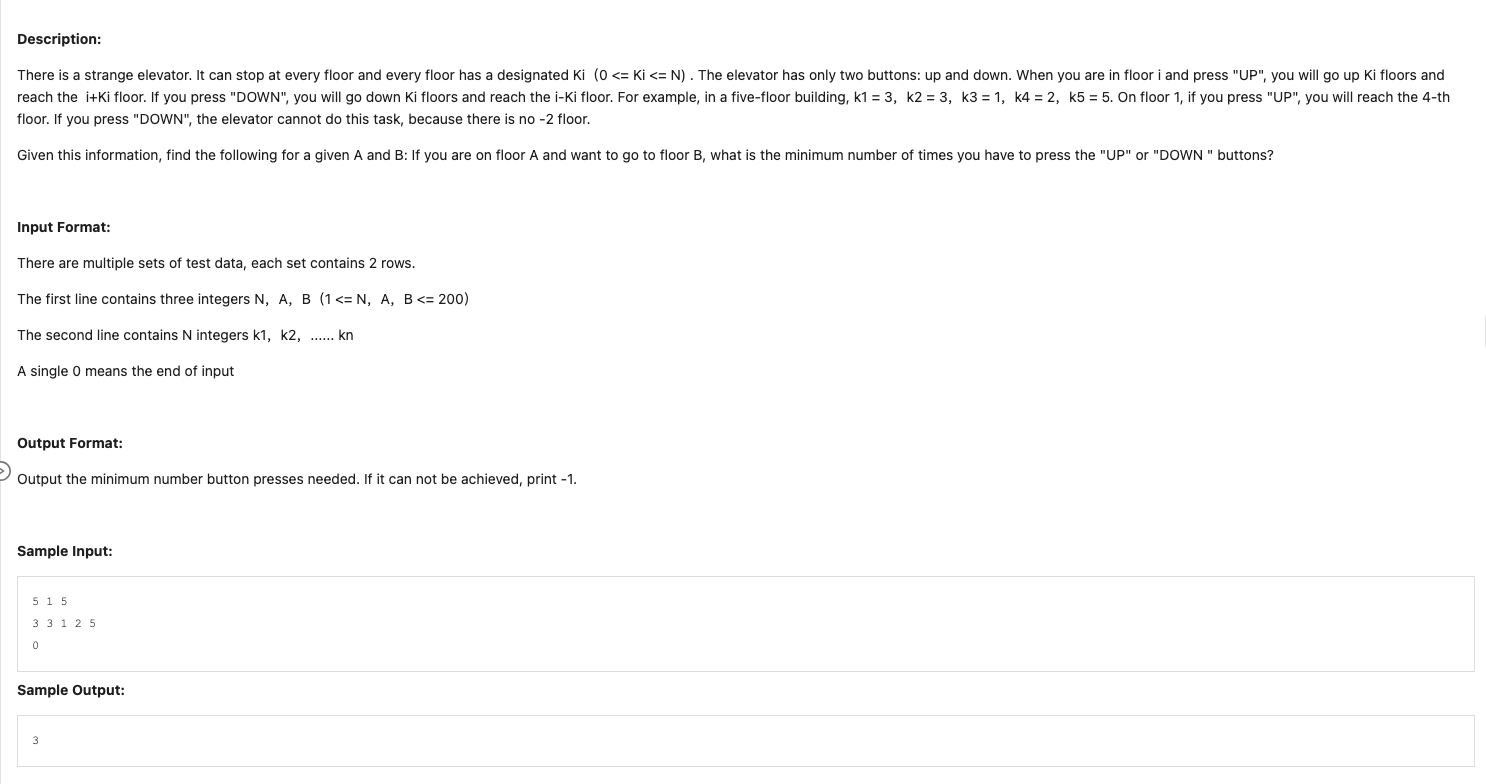 Description:
There is a strange elevator. It can stop at every floor and every floor has a designated Ki（0 <= Ki <= N) . The elevator has only two buttons: up and down. When you are in floor i and press "UP", you will go up Ki floors and
reach the  i+Ki floor. If you press "DOWN", you will go down Ki floors and reach the i-Ki floor. For example, in a five-floor building, k1 = 3，k2 = 3，k3 = 1，k4 = 2，k5 = 5. On floor 1, if you press "UP", you will reach the 4-th
floor. If you press "DOWN", the elevator cannot do this task, because there is no -2 floor.
Given this information, find the following for a given A and B: If you are on floor A and want to go to floor B, what is the minimum number of times you have to press the "UP" or "DOWN " buttons?
Input Format:
There are multiple sets of test data, each set contains 2 rows.
The first line contains three integers N，A，B（1 <= N，A，B <= 200)
The second line contains N integers k1，k2，...... kn
A single 0 means the end of input
Output Format:
Output the minimum number button presses needed. If it can not be achieved, print -1.
Sample Input:
5 1 5
3 3 1 2 5
0
Sample Output:
3